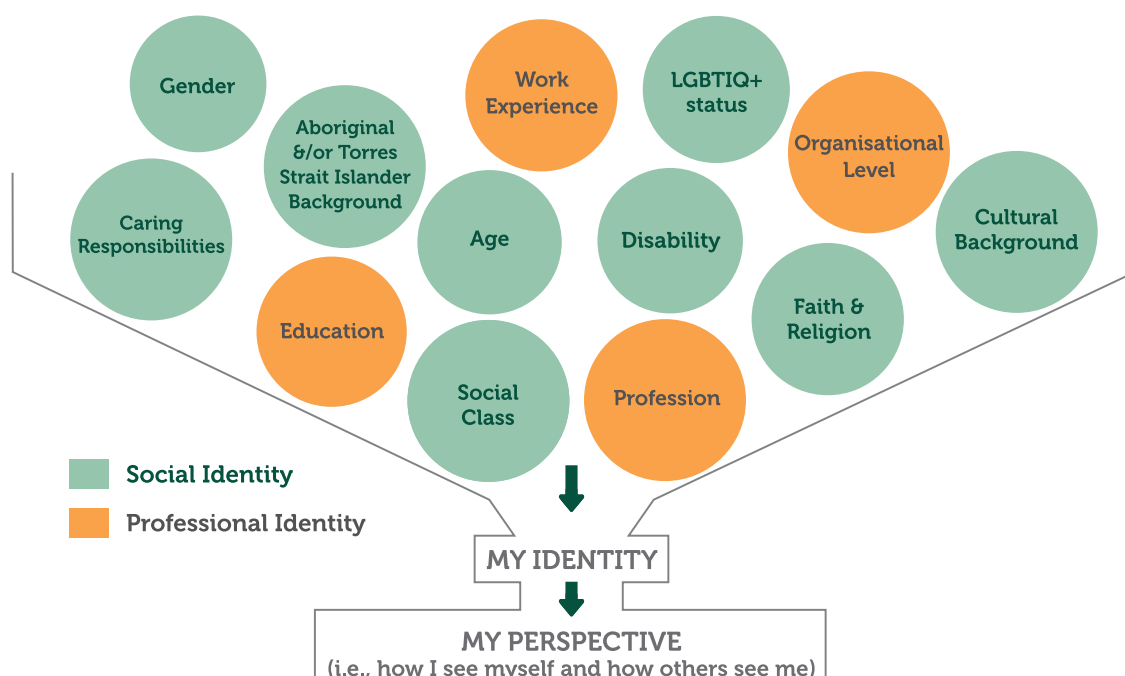 Gender
Work
Experience
LGBTIQ+
status
Aboriginal
&/or Torres
Strait Islander
Background
Organisational
Level
Caring
Responsibilities
Age
Disability
Cultural
Background
Education
Faith &
Religion
Social
Class
Profession
Social Identity
Professional Identity
MY IDENTITY
MY PERSPECTIVE
(i.e., how I see myself and how others see me)